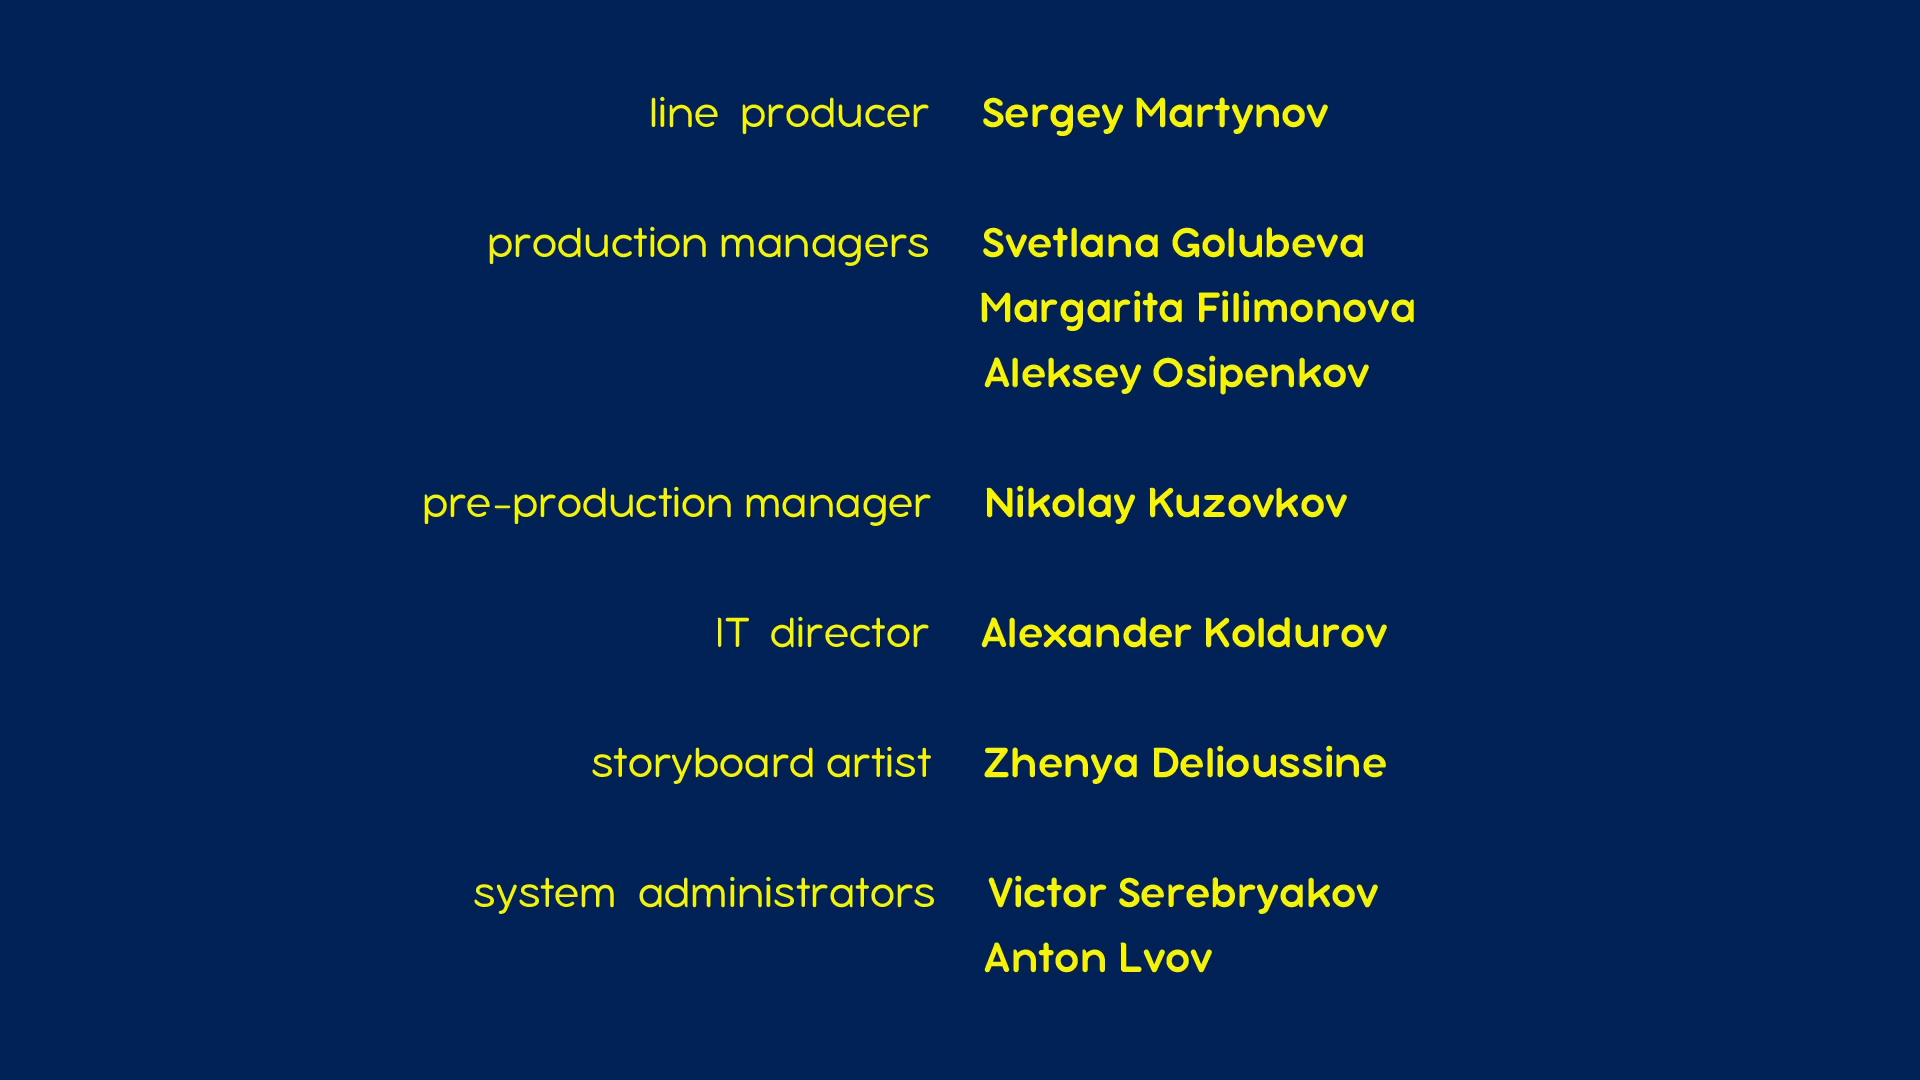 line producer Sergey Martynov
production managers Svetlana Golubeva
Margarita Filimonova
Aleksey Osipenkov
pre-production manager Nikolay Kuzovkov
IT director Alexander Koldurov
storyboard artist Zhenya Delioussine
system administrators Victor Serebryakov
Anton Lvov